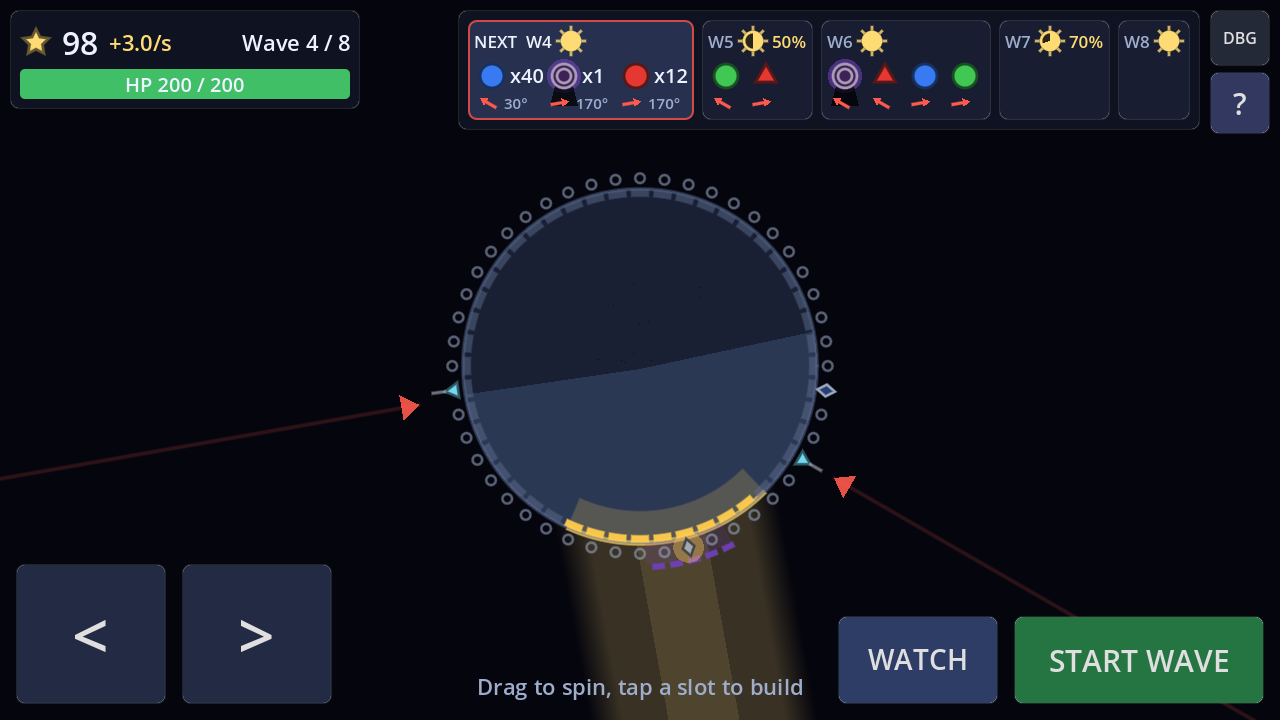 98 +3.0/s Wave 4 / 8
HP 200 / 200
NEXT W4
x40 x1 x12
30° 170° 170°
W5 50%
W6
W7 70%
W8
DBG
?
< >
Drag to spin, tap a slot to build
WATCH
START WAVE